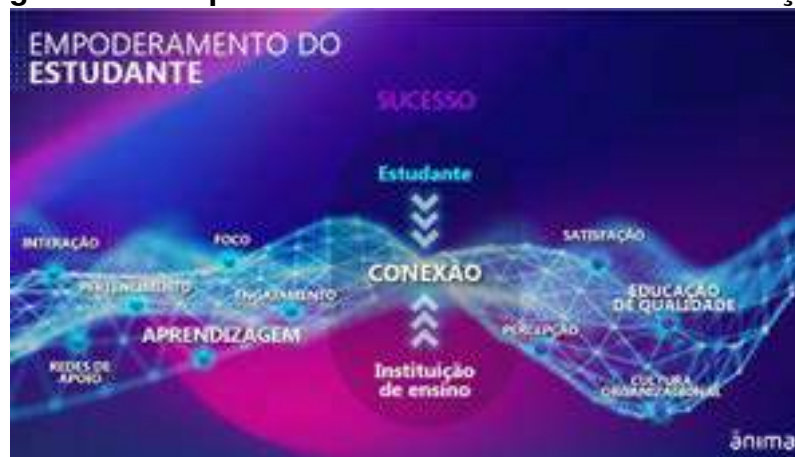 EMPODERAMENTO DO
ESTUDANTE
SUCESSO
Estudante
INTERAÇÃO
FOCO
SATISFAÇÃO
CONEXÃO
PERTENCIMENTO
ENGAJAMENTO
EDUCAÇÃO
DE QUALIDADE
APRENDIZAGEM
PERCEPÇÃO
REDES DE
APOIO
Instituição
de ensino
CULTURA
ORGANIZACIONAL
ânima